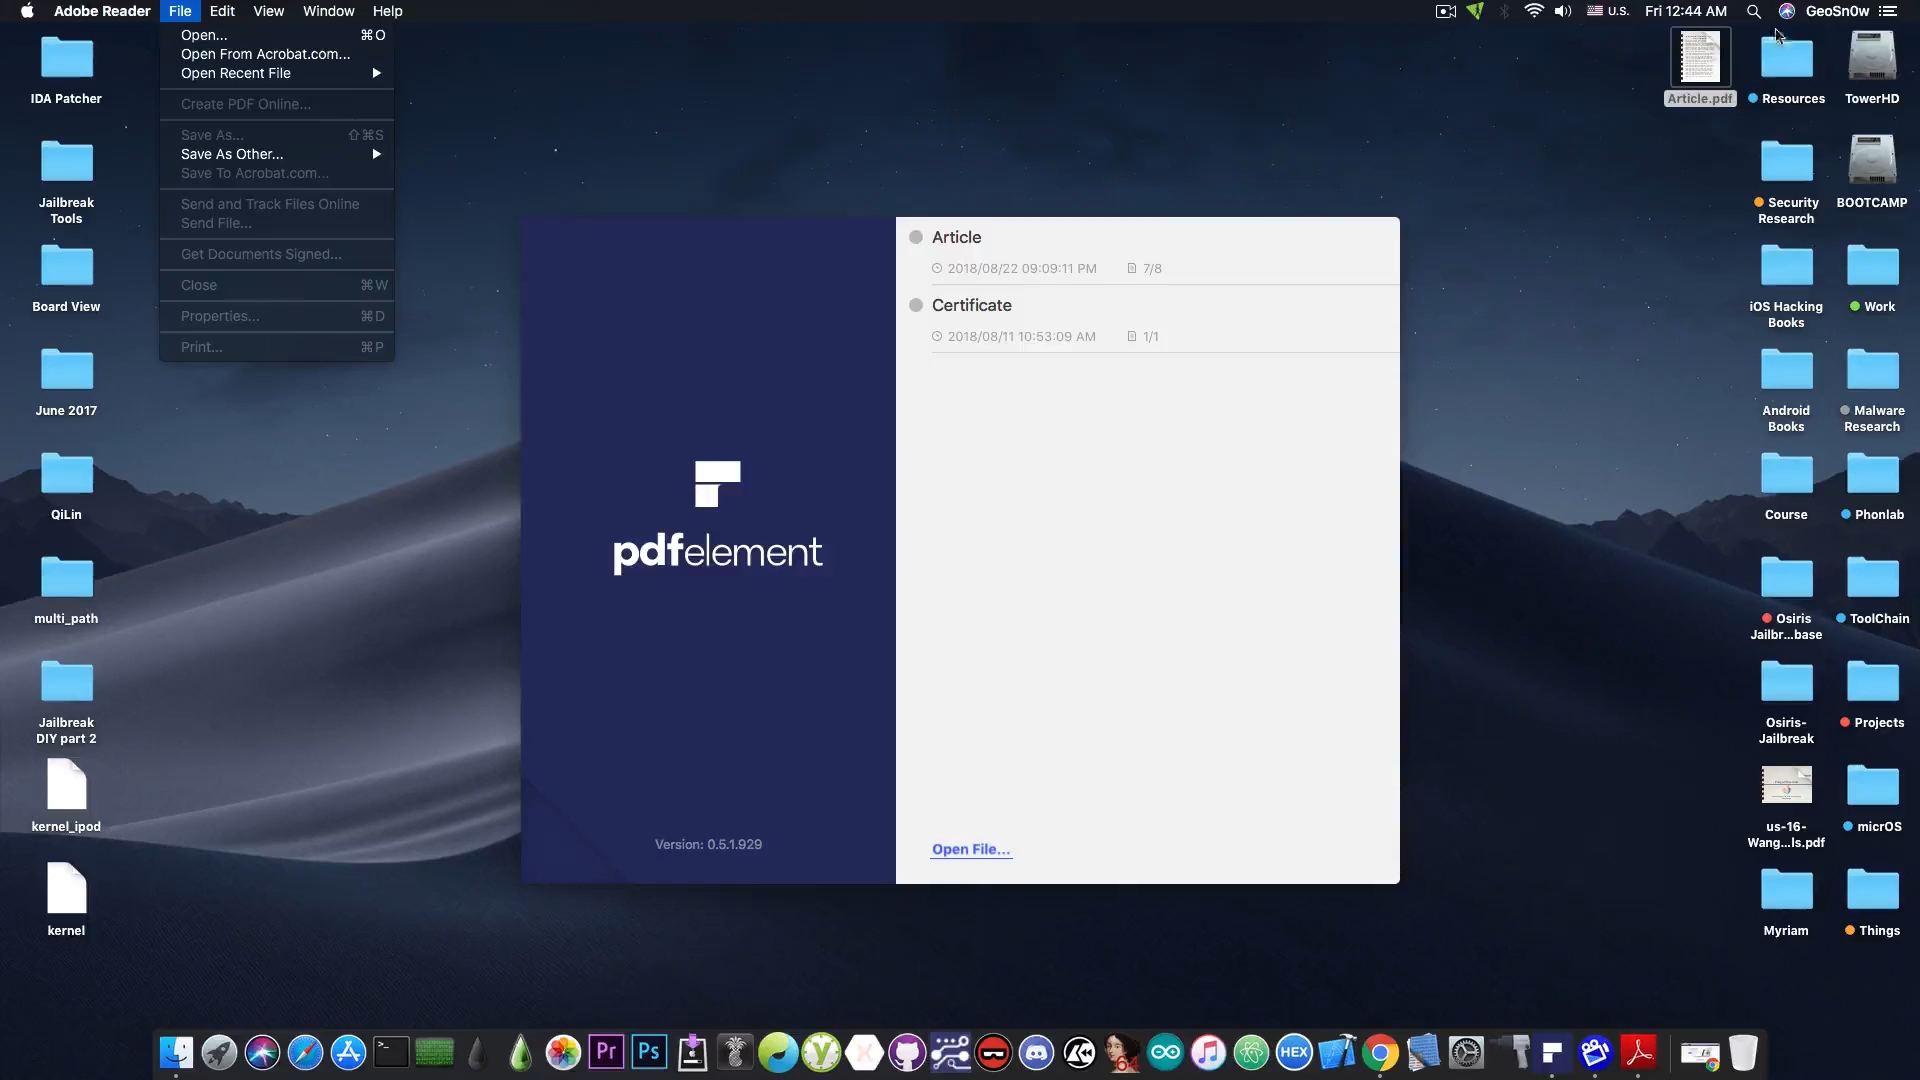 Adobe Reader File Edit View Window Help
U.S. Fri 12:44 AM GeoSn0w
Open... ⌘O
Open From Acrobat.com...
Open Recent File ▶
Create PDF Online...
Save As... ⇧⌘S
Save As Other... ▶
Save To Acrobat.com...
Send and Track Files Online
Send File...
Get Documents Signed...
Close ⌘W
Properties... ⌘D
Print... ⌘P
IDA Patcher
Jailbreak
Tools
Board View
June 2017
QiLin
multi_path
Jailbreak
DIY part 2
kernel_ipod
kernel
pdfelement
Version: 0.5.1.929
Article
2018/08/22 09:09:11 PM 7/8
Certificate
2018/08/11 10:53:09 AM 1/1
Open File...
Article.pdf
Resources
TowerHD
Security
Research
BOOTCAMP
iOS Hacking
Books
Work
Android
Books
Malware
Research
Course
Phonlab
Osiris
Jailbr...base
ToolChain
Osiris-
Jailbreak
Projects
us-16-
Wang...ls.pdf
micrOS
Myriam
Things
>_
Pr
Ps
64
HEX